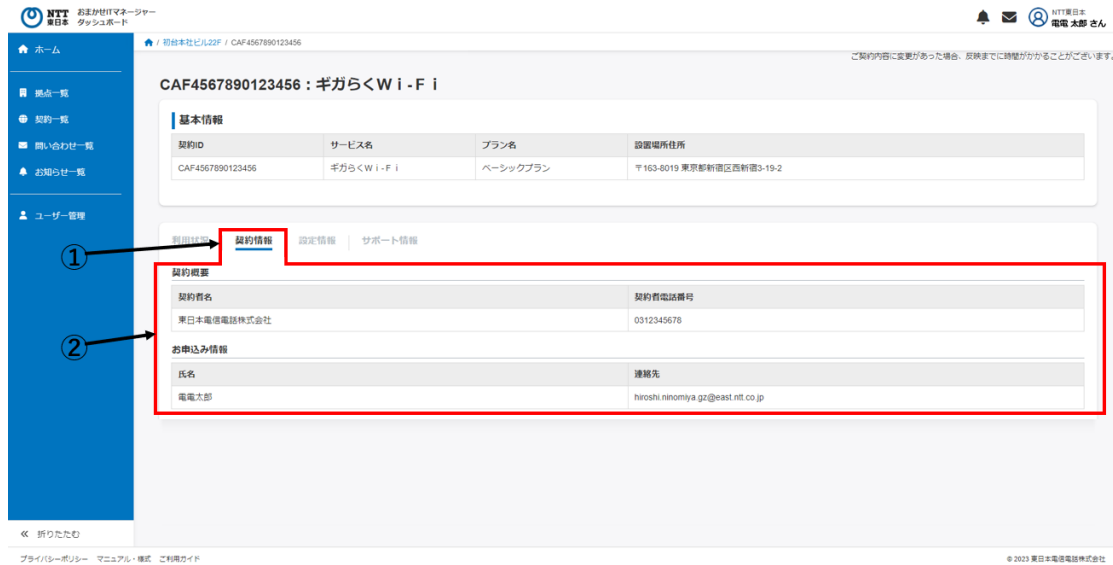 NTT 東日本 おまかせITマネージャー ダッシュボード
NTT東日本
電電 太郎 さん
ホーム
拠点一覧
契約一覧
問い合わせ一覧
お知らせ一覧
ユーザー管理
折りたたむ
/ 初台本社ビル22F / CAF4567890123456
ご契約内容に変更があった場合、反映までに時間がかかることがございます。
CAF4567890123456：ギガらくWi-Fi
基本情報
契約ID サービス名 プラン名 設置場所住所
CAF4567890123456 ギガらくWi-Fi ベーシックプラン 〒163-8019 東京都新宿区西新宿3-19-2
利用状況 契約情報 設定情報 サポート情報
①
契約概要
契約者名 契約者電話番号
東日本電信電話株式会社 0312345678
②
お申込み情報
氏名 連絡先
電電太郎 hiroshi.ninomiya.gz@east.ntt.co.jp
プライバシーポリシー マニュアル・様式 ご利用ガイド
© 2023 東日本電信電話株式会社